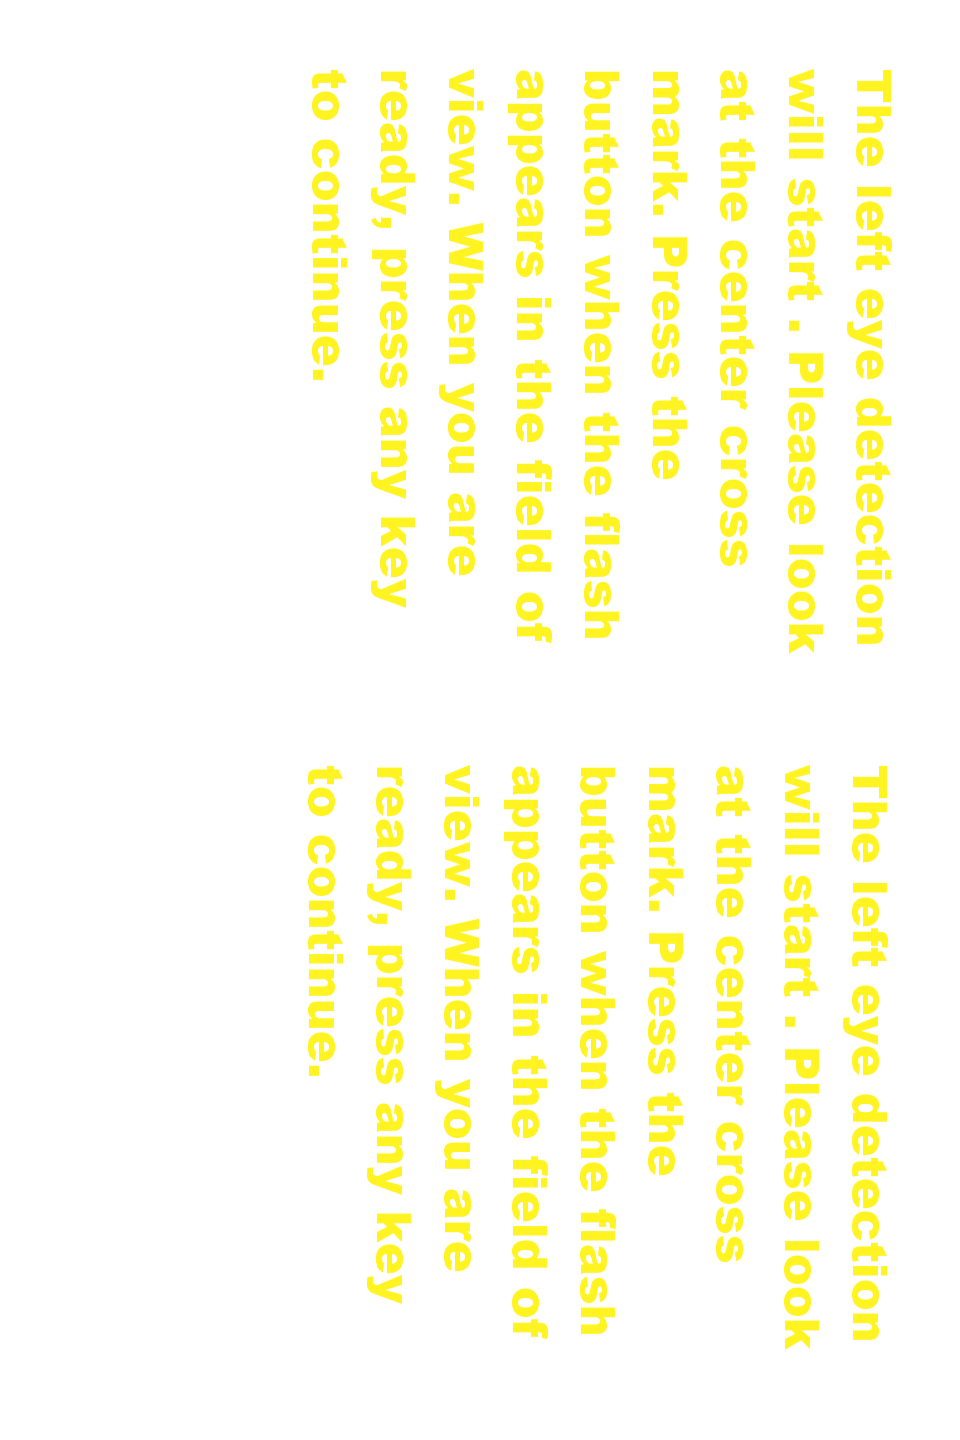 The left eye detection
will start . Please look
at the center cross
mark. Press the
button when the flash
appears in the field of
view. When you are
ready, press any key
to continue.
The left eye detection
will start . Please look
at the center cross
mark. Press the
button when the flash
appears in the field of
view. When you are
ready, press any key
to continue.